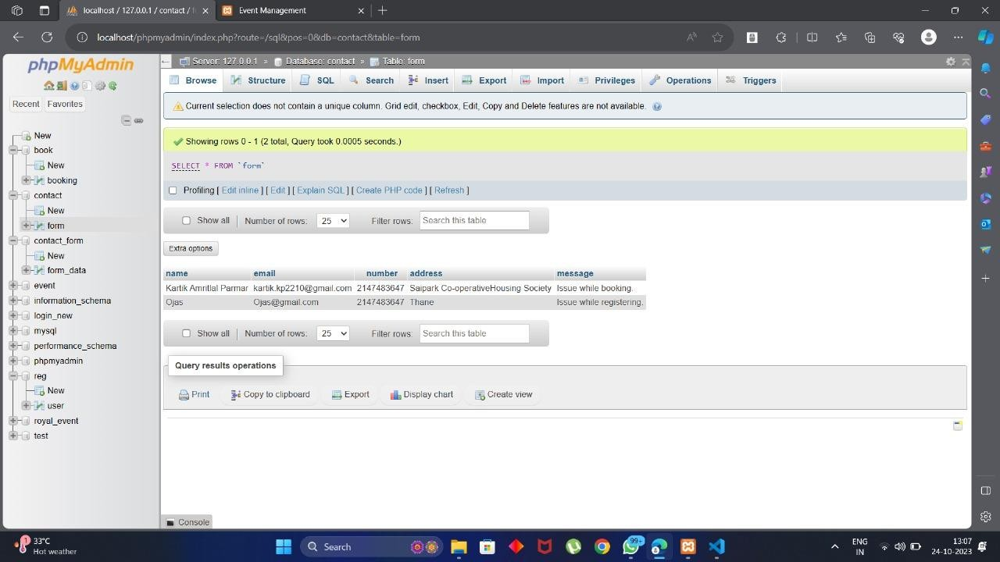 localhost / 127.0.0.1 / contact / f
Event Management
localhost/phpmyadmin/index.php?route=/sql&pos=0&db=contact&table=form
phpMyAdmin
Recent Favorites
New
book
New
booking
contact
New
form
contact_form
New
form_data
event
information_schema
login_new
mysql
performance_schema
phpmyadmin
reg
New
user
royal_event
test
Server: 127.0.0.1 » Database: contact » Table: form
Browse Structure SQL Search Insert Export Import Privileges Operations Triggers
Current selection does not contain a unique column. Grid edit, checkbox, Edit, Copy and Delete features are not available.
Showing rows 0 - 1 (2 total, Query took 0.0005 seconds.)
SELECT * FROM `form`
Profiling [ Edit inline ] [ Edit ] [ Explain SQL ] [ Create PHP code ] [ Refresh ]
Show all | Number of rows: 25 Filter rows: Search this table
Extra options
name email number address message
Kartik Amritlal Parmar kartik.kp2210@gmail.com 2147483647 Saipark Co-operativeHousing Society Issue while booking.
Ojas Ojas@gmail.com 2147483647 Thane Issue while registering.
Show all | Number of rows: 25 Filter rows: Search this table
Query results operations
Print Copy to clipboard Export Display chart Create view
Console
1
33°C
Hot weather
Search
99+
ENG
IN
13:07
24-10-2023